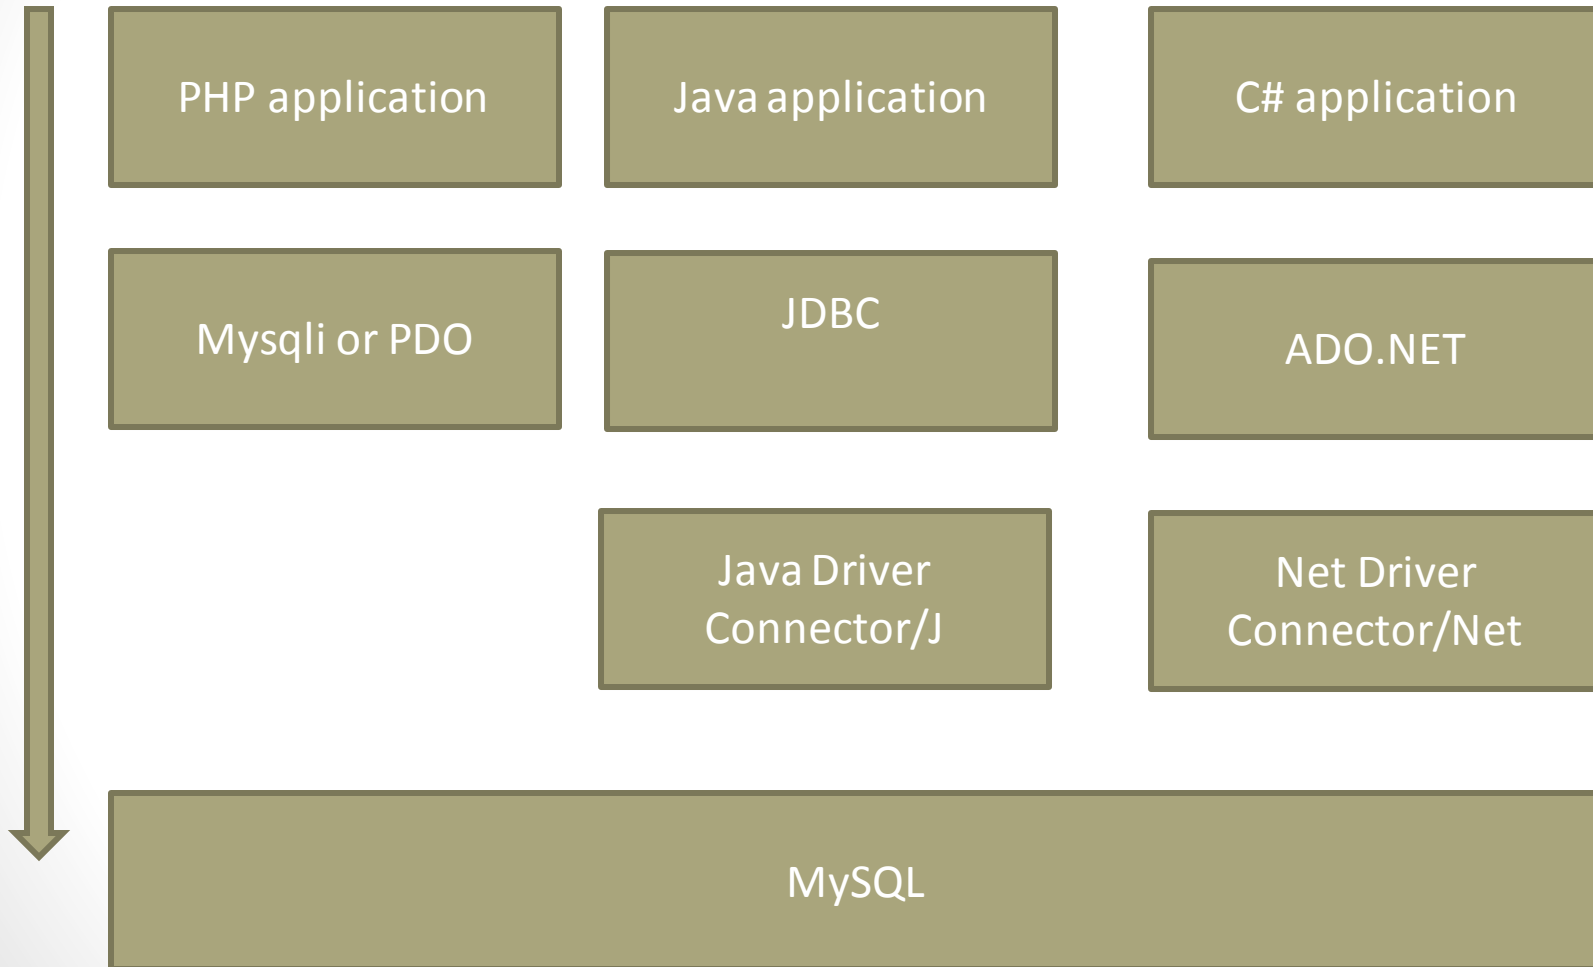 PHP application
Java application
C# application
Mysqli or PDO
JDBC
ADO.NET
Java Driver
Connector/J
Net Driver
Connector/Net
MySQL